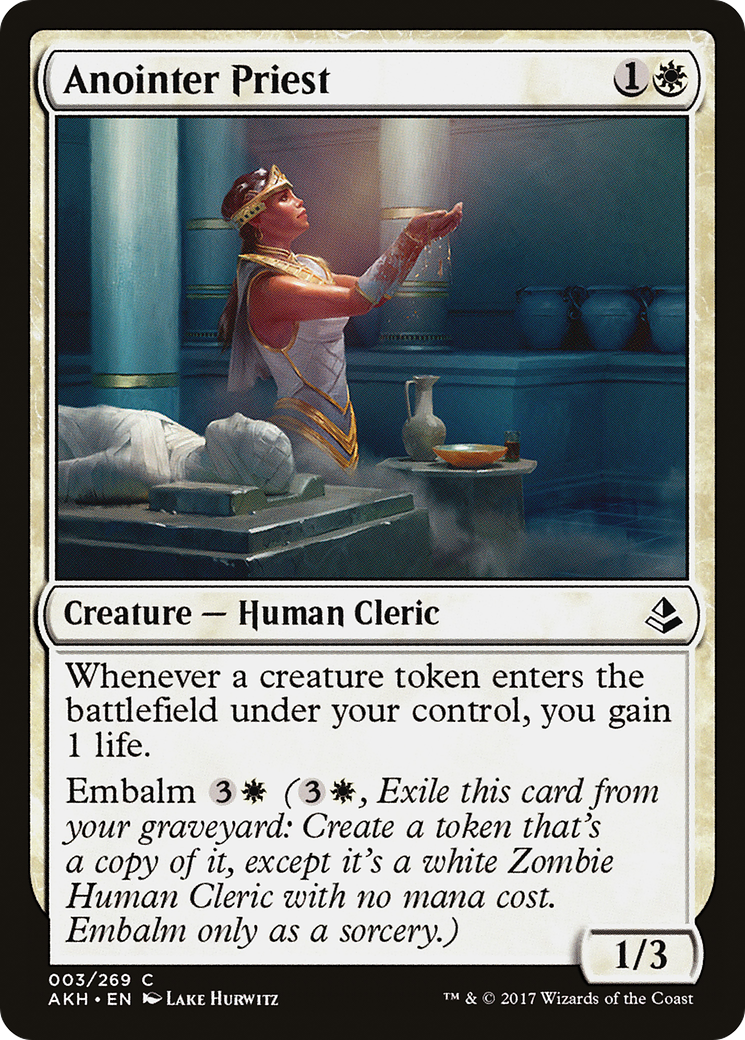 Anointer Priest 1
Creature — Human Cleric
Whenever a creature token enters the
battlefield under your control, you gain
1 life.
Embalm 3 (3, Exile this card from
your graveyard: Create a token that's
a copy of it, except it's a white Zombie
Human Cleric with no mana cost.
Embalm only as a sorcery.)
1/3
003/269 C
AKH • EN Lake Hurwitz
™ & © 2017 Wizards of the Coast